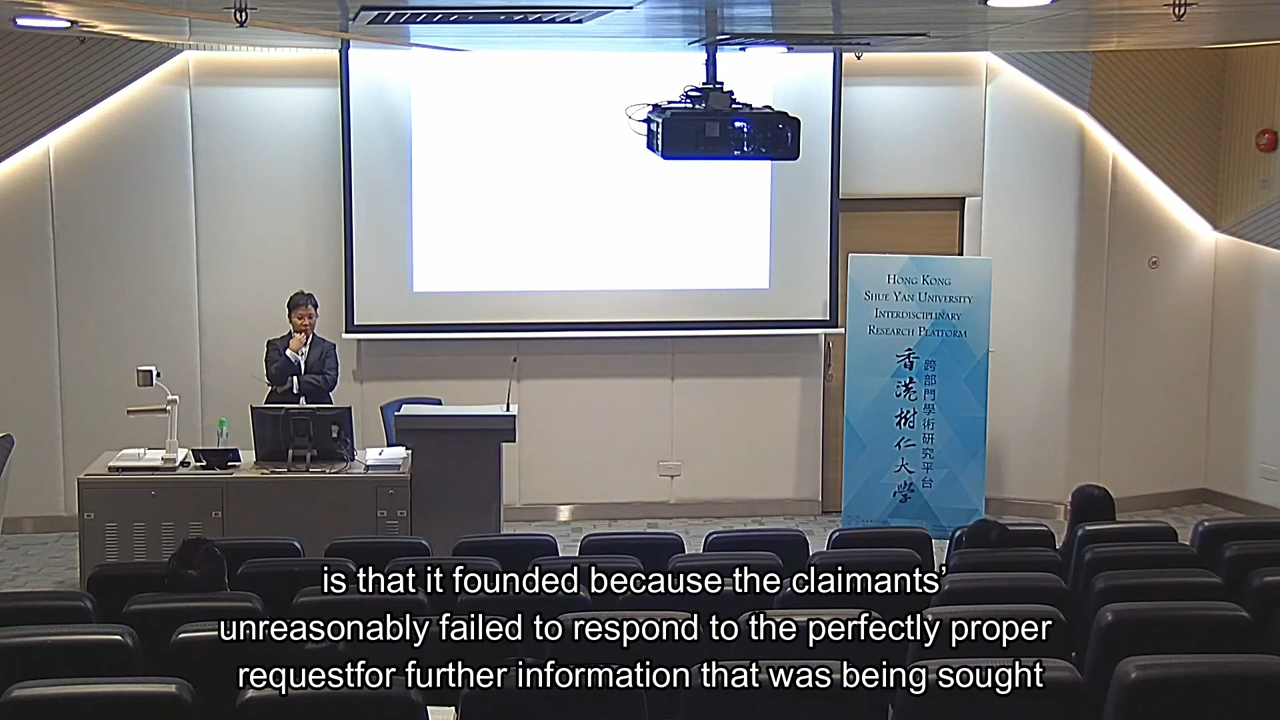 HONG KONG
SHUE YAN UNIVERSITY
INTERDISCIPLINARY
RESEARCH PLATFORM
香港樹仁大學
跨部門學術研究平台
is that it founded because the claimants’
unreasonably failed to respond to the perfectly proper
requestfor further information that was being sought